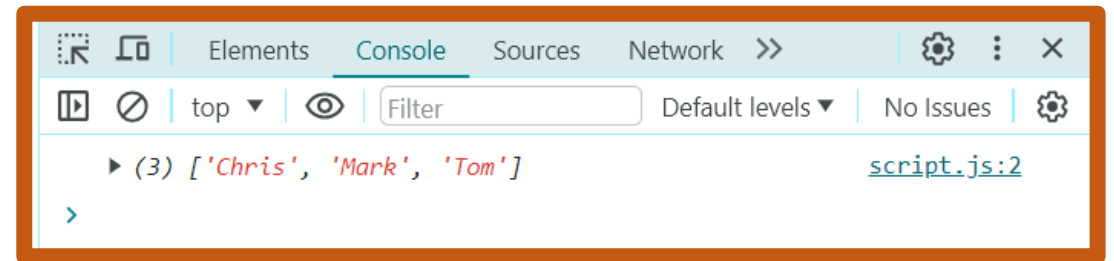 Elements Console Sources Network
top Filter Default levels No Issues
(3) ['Chris', 'Mark', 'Tom'] script.js:2